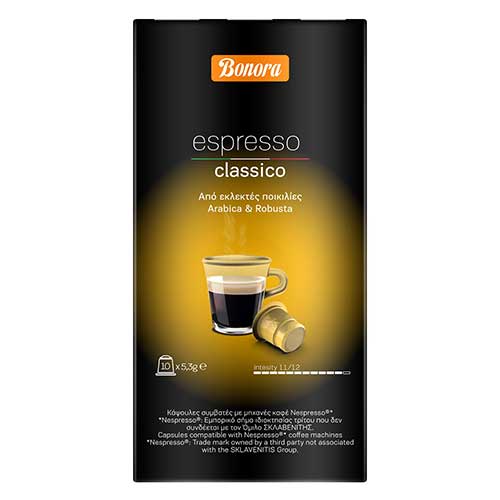 Bonora
espresso
classico
Από εκλεκτές ποικιλίες
Arabica & Robusta
10 x 5,3g e
intesity 11/12
Κάψουλες συμβατές με μηχανές καφέ Nespresso®*
*Nespresso®: Εμπορικό σήμα ιδιοκτησίας τρίτου που δεν
συνδέεται με τον Όμιλο ΣΚΛΑΒΕΝΙΤΗΣ.
Capsules compatible with Nespresso®* coffee machines
*Nespresso®: Trade mark owned by a third party not associated
with the SKLAVENITIS Group.